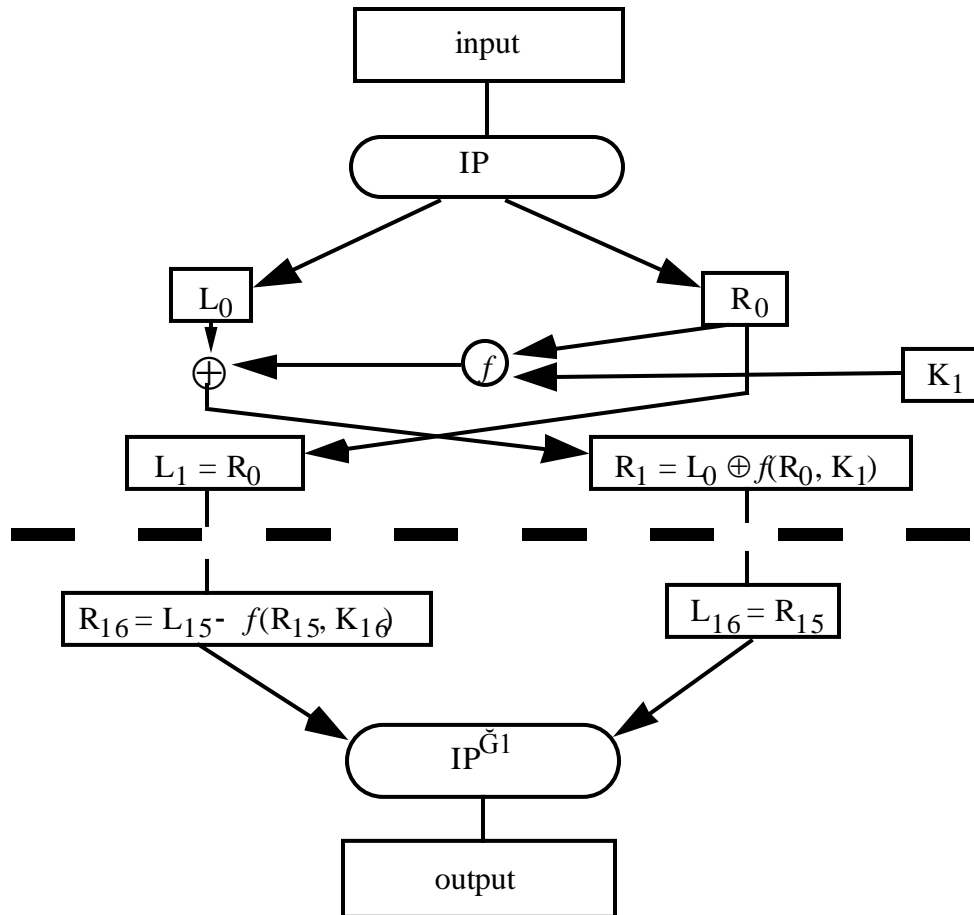 input
IP
L0
R0
f
K1
L1 = R0
R1 = L0 ⊕ f(R0, K1)
R16 = L15 - f(R15, K16)
L16 = R15
IPĞ1
output